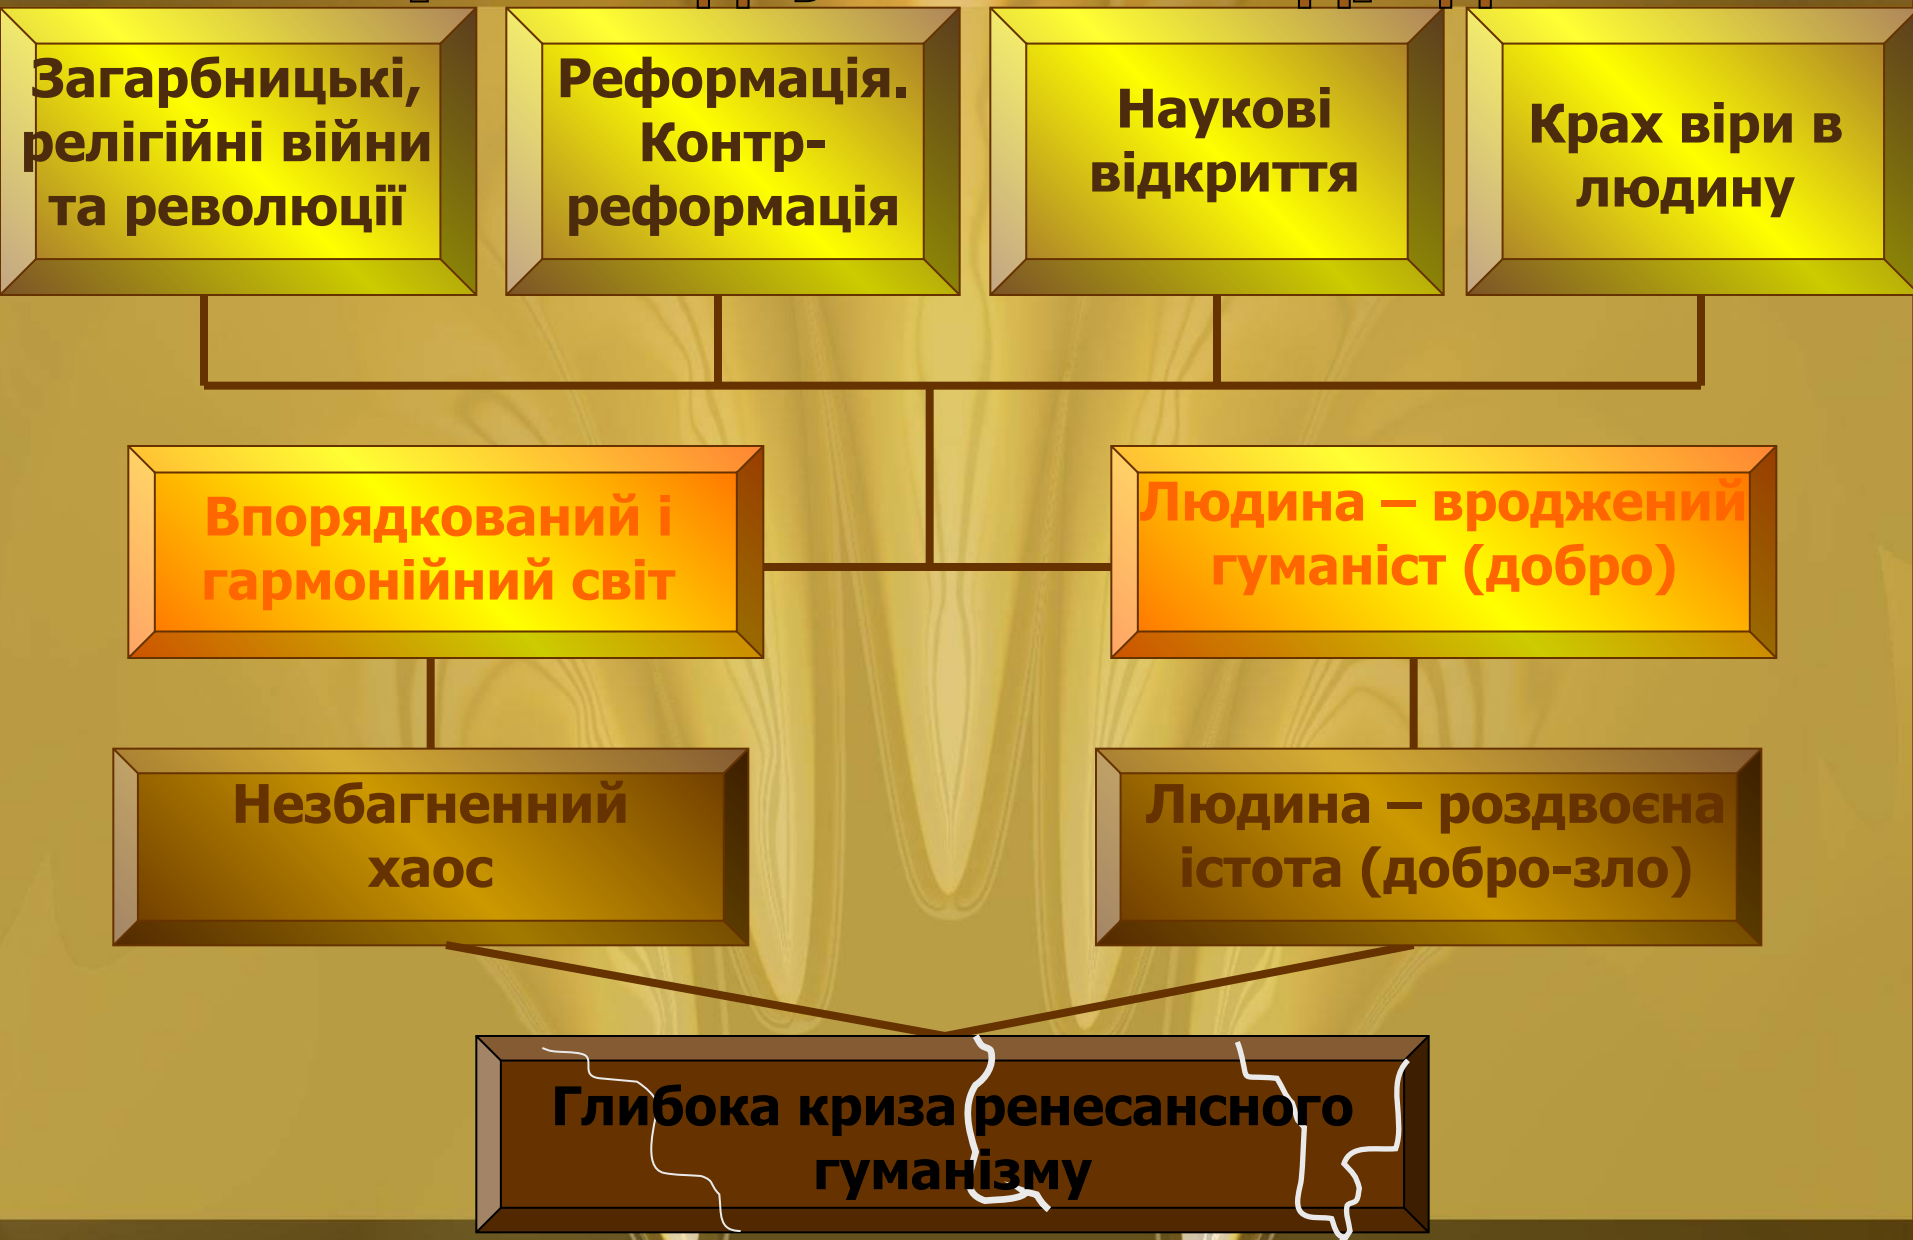 Загарбницькі,
релігійні війни
та революції
Реформація.
Контр-
реформація
Наукові
відкриття
Крах віри в
людину
Впорядкований і
гармонійний світ
Людина – вроджений
гуманіст (добро)
Незбагненний
хаос
Людина – роздвоєна
істота (добро-зло)
Глибока криза ренесансного
гуманізму